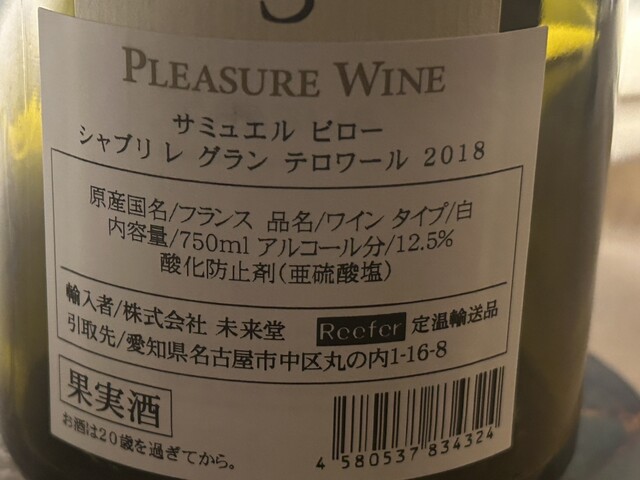 PLEASURE WINE
サミュエル ビロー
シャブリ レ グラン テロワール 2018
原産国名/フランス 品名/ワイン タイプ/白
内容量/750ml アルコール分/12.5%
酸化防止剤(亜硫酸塩)
輸入者/株式会社 未来堂 Reefer 定温輸送品
引取先/愛知県名古屋市中区丸の内1-16-8
果実酒
お酒は20歳を過ぎてから。
4 580537 834324